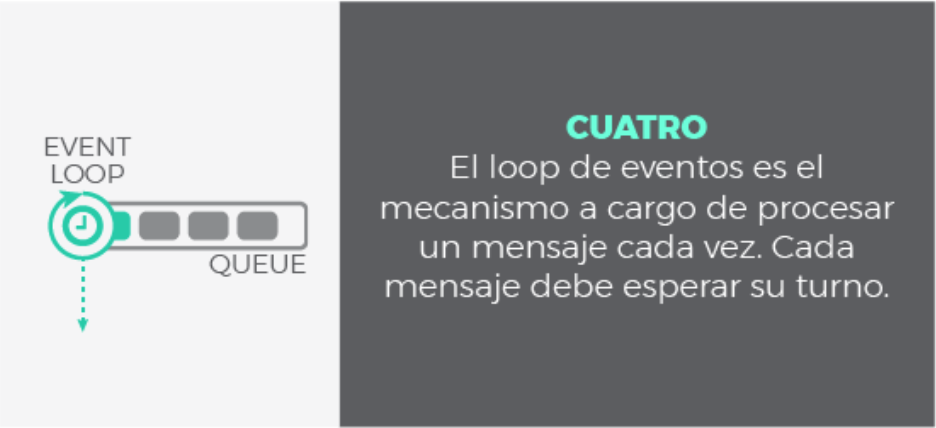 EVENT
LOOP
QUEUE
CUATRO
El loop de eventos es el
mecanismo a cargo de procesar
un mensaje cada vez. Cada
mensaje debe esperar su turno.